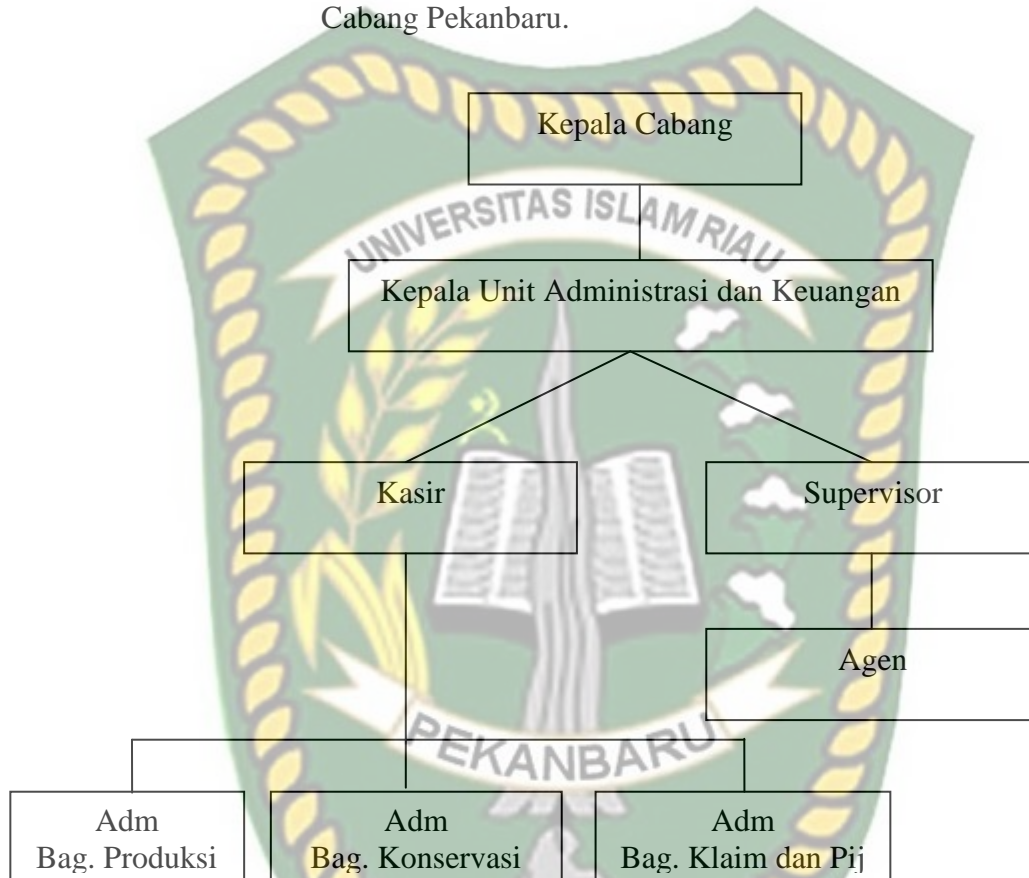 Cabang Pekanbaru.
Kepala Cabang
UNIVERSITAS ISLAM RIAU
Kepala Unit Administrasi dan Keuangan
Kasir
Supervisor
Agen
PEKANBARU
Adm
Bag. Produksi
Adm
Bag. Konservasi
Adm
Bag. Klaim dan Pij